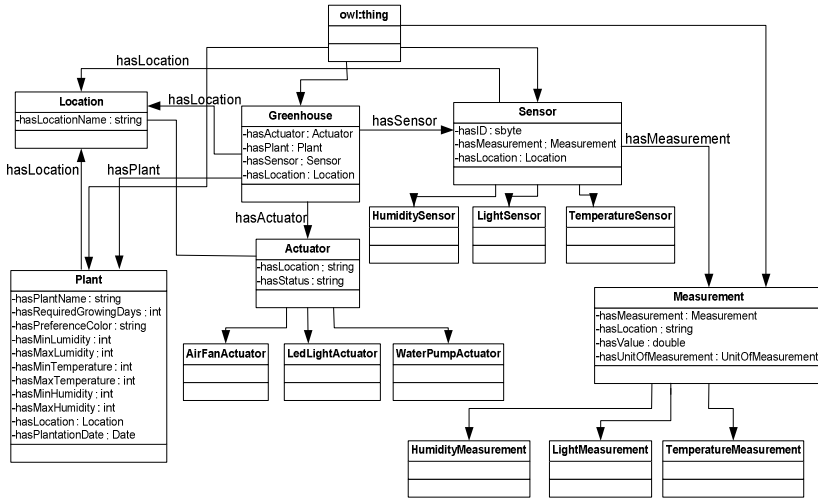 owl:thing
hasLocation
Location
-hasLocationName : string
hasLocation
Greenhouse
-hasActuator : Actuator
-hasPlant : Plant
-hasSensor : Sensor
-hasLocation : Location
hasSensor
Sensor
-hasID : sbyte
-hasMeasurement : Measurement
-hasLocation : Location
hasMeasurement
hasLocation
hasPlant
hasActuator
HumiditySensor
LightSensor
TemperatureSensor
Actuator
-hasLocation : string
-hasStatus : string
Plant
-hasPlantName : string
-hasRequiredGrowingDays : int
-hasPreferenceColor : string
-hasMinLumidity : int
-hasMaxLumidity : int
-hasMinTemperature : int
-hasMaxTemperature : int
-hasMinHumidity : int
-hasMaxHumidity : int
-hasLocation : Location
-hasPlantationDate : Date
Measurement
-hasMeasurement : Measurement
-hasLocation : string
-hasValue : double
-hasUnitOfMeasurement : UnitOfMeasurement
AirFanActuator
LedLightActuator
WaterPumpActuator
HumidityMeasurement
LightMeasurement
TemperatureMeasurement